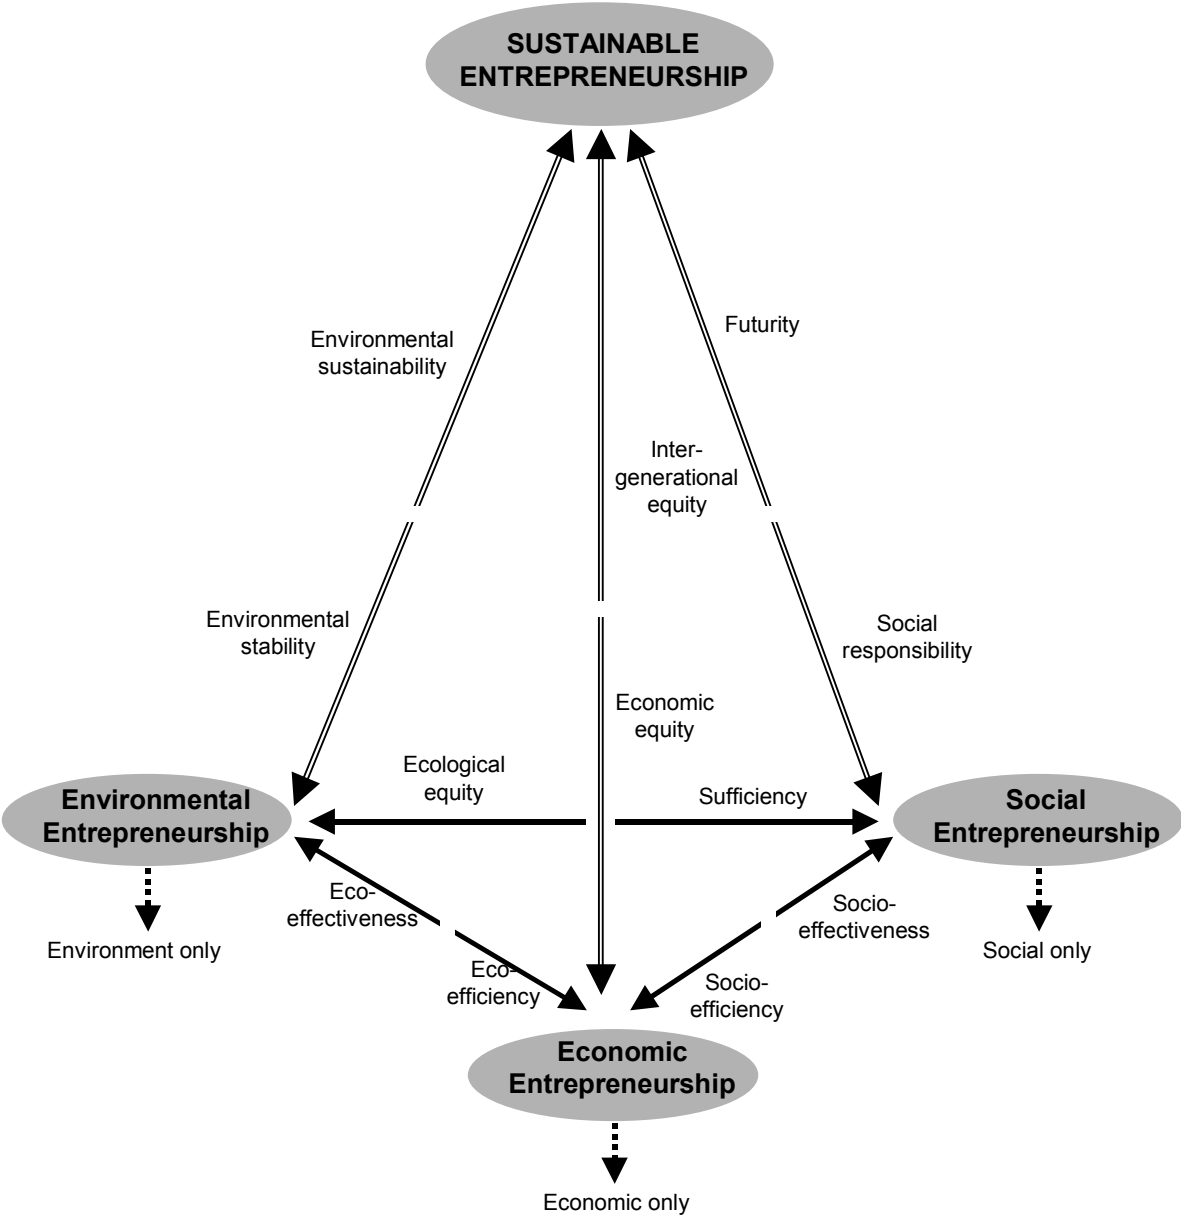 SUSTAINABLE
ENTREPRENEURSHIP
Futurity
Environmental
sustainability
Inter-
generational
equity
Environmental
stability
Social
responsibility
Economic
equity
Ecological
equity
Sufficiency
Environmental
Entrepreneurship
Social
Entrepreneurship
Eco-
effectiveness
Socio-
effectiveness
Environment only
Social only
Eco-
efficiency
Socio-
efficiency
Economic
Entrepreneurship
Economic only